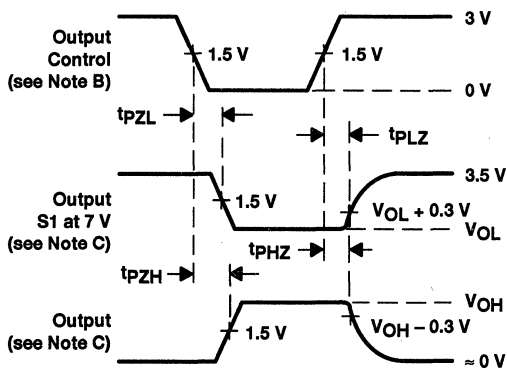 Output
Control
(see Note B)
1.5 V
1.5 V
3 V
0 V
tPZL
tPLZ
Output
S1 at 7 V
(see Note C)
1.5 V
3.5 V
VOL + 0.3 V
VOL
tPHZ
tPZH
Output
(see Note C)
1.5 V
VOH
VOH − 0.3 V
≈ 0 V